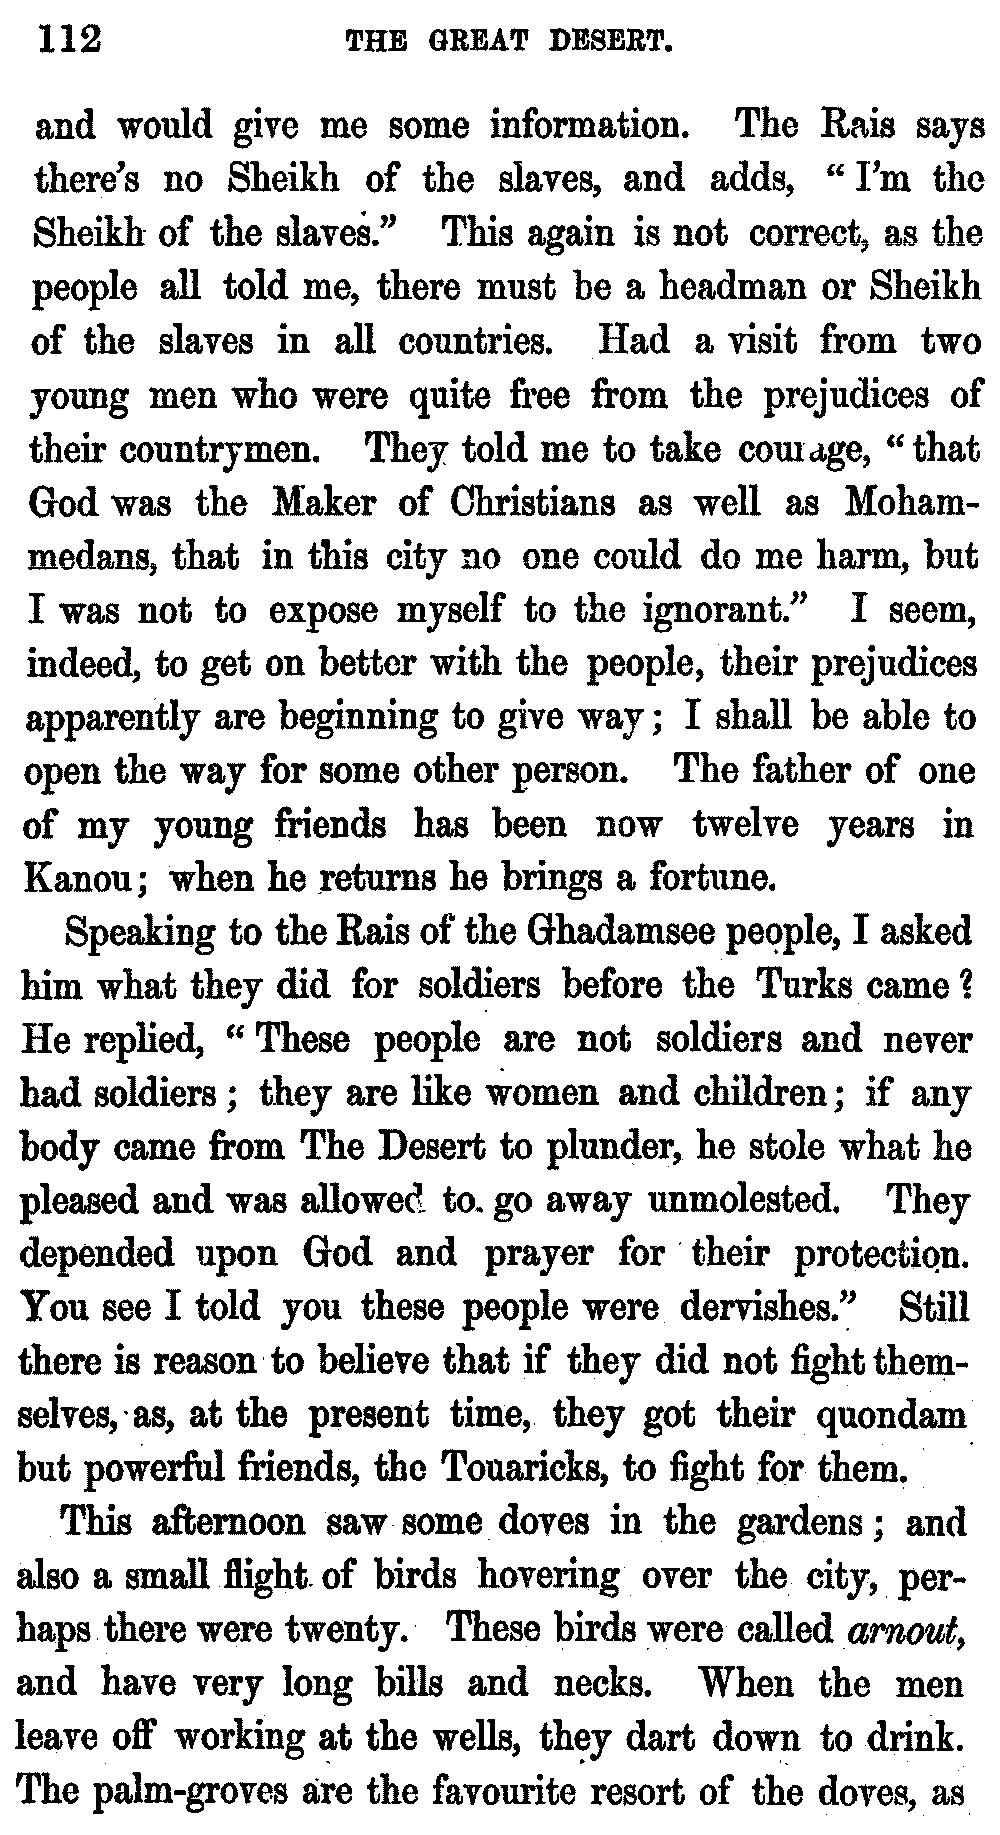 112 THE GREAT DESERT.
and would give me some information. The Rais says
there's no Sheikh of the slaves, and adds, “I'm the
Sheikh of the slaves.” This again is not correct, as the
people all told me, there must be a headman or Sheikh
of the slaves in all countries. Had a visit from two
young men who were quite free from the prejudices of
their countrymen. They told me to take courage, “that
God was the Maker of Christians as well as Moham-
medans, that in this city no one could do me harm, but
I was not to expose myself to the ignorant.” I seem,
indeed, to get on better with the people, their prejudices
apparently are beginning to give way; I shall be able to
open the way for some other person. The father of one
of my young friends has been now twelve years in
Kanou; when he returns he brings a fortune.
Speaking to the Rais of the Ghadamsee people, I asked
him what they did for soldiers before the Turks came?
He replied, “These people are not soldiers and never
had soldiers; they are like women and children; if any
body came from The Desert to plunder, he stole what he
pleased and was allowed to go away unmolested. They
depended upon God and prayer for their protection.
You see I told you these people were dervishes.” Still
there is reason to believe that if they did not fight them-
selves, as, at the present time, they got their quondam
but powerful friends, the Touaricks, to fight for them.
This afternoon saw some doves in the gardens; and
also a small flight of birds hovering over the city, per-
haps there were twenty. These birds were called arnout,
and have very long bills and necks. When the men
leave off working at the wells, they dart down to drink.
The palm-groves are the favourite resort of the doves, as